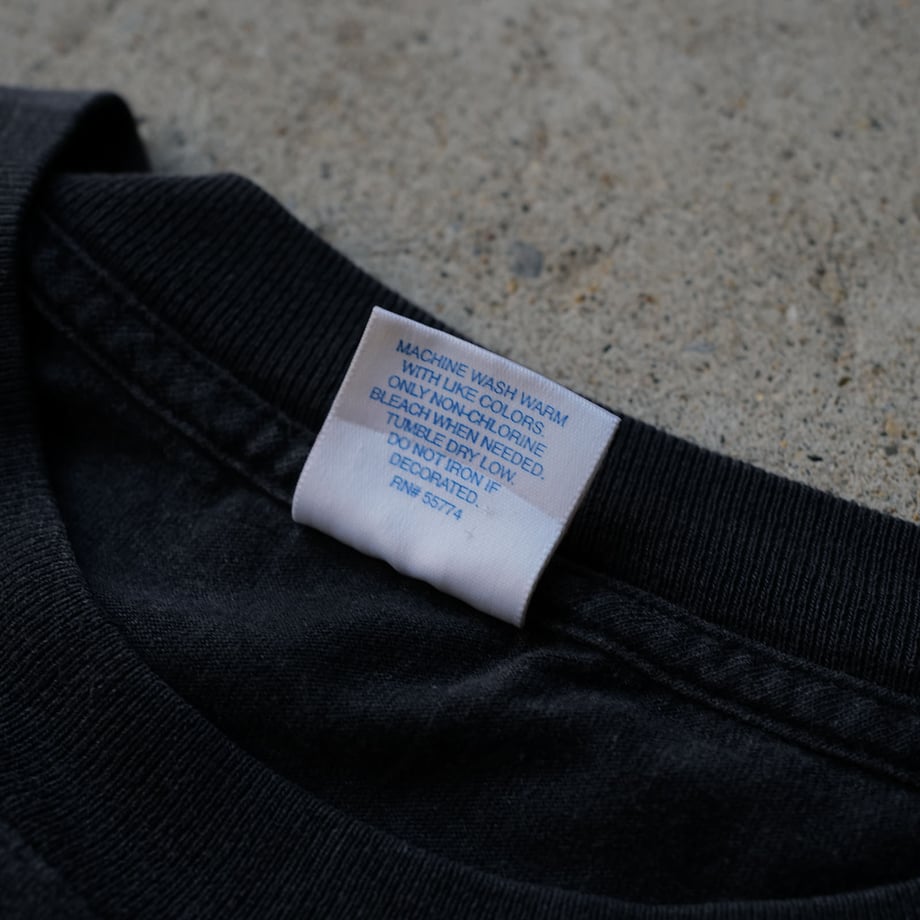 MACHINE WASH WARM
WITH LIKE COLORS.
ONLY NON-CHLORINE
BLEACH WHEN NEEDED.
TUMBLE DRY LOW.
DO NOT IRON IF
DECORATED.
RN# 55774